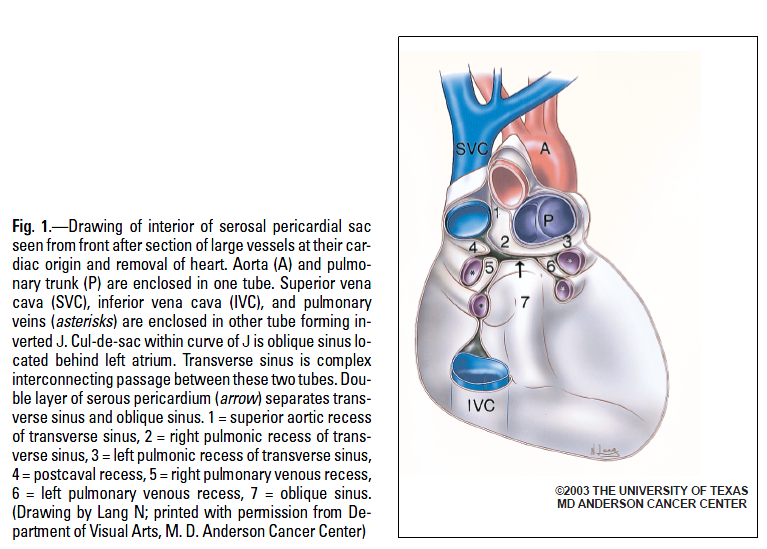 Fig. 1.—Drawing of interior of serosal pericardial sac
seen from front after section of large vessels at their car-
diac origin and removal of heart. Aorta (A) and pulmo-
nary trunk (P) are enclosed in one tube. Superior vena
cava (SVC), inferior vena cava (IVC), and pulmonary
veins (asterisks) are enclosed in other tube forming in-
verted J. Cul-de-sac within curve of J is oblique sinus lo-
cated behind left atrium. Transverse sinus is complex
interconnecting passage between these two tubes. Dou-
ble layer of serous pericardium (arrow) separates trans-
verse sinus and oblique sinus. 1 = superior aortic recess
of transverse sinus, 2 = right pulmonic recess of trans-
verse sinus, 3 = left pulmonic recess of transverse sinus,
4 = postcaval recess, 5 = right pulmonary venous recess,
6 = left pulmonary venous recess, 7 = oblique sinus.
(Drawing by Lang N; printed with permission from De-
partment of Visual Arts, M. D. Anderson Cancer Center)
SVC
A
1
P
2
3
4
5
6
7
IVC
N Lang
©2003 THE UNIVERSITY OF TEXAS
MD ANDERSON CANCER CENTER